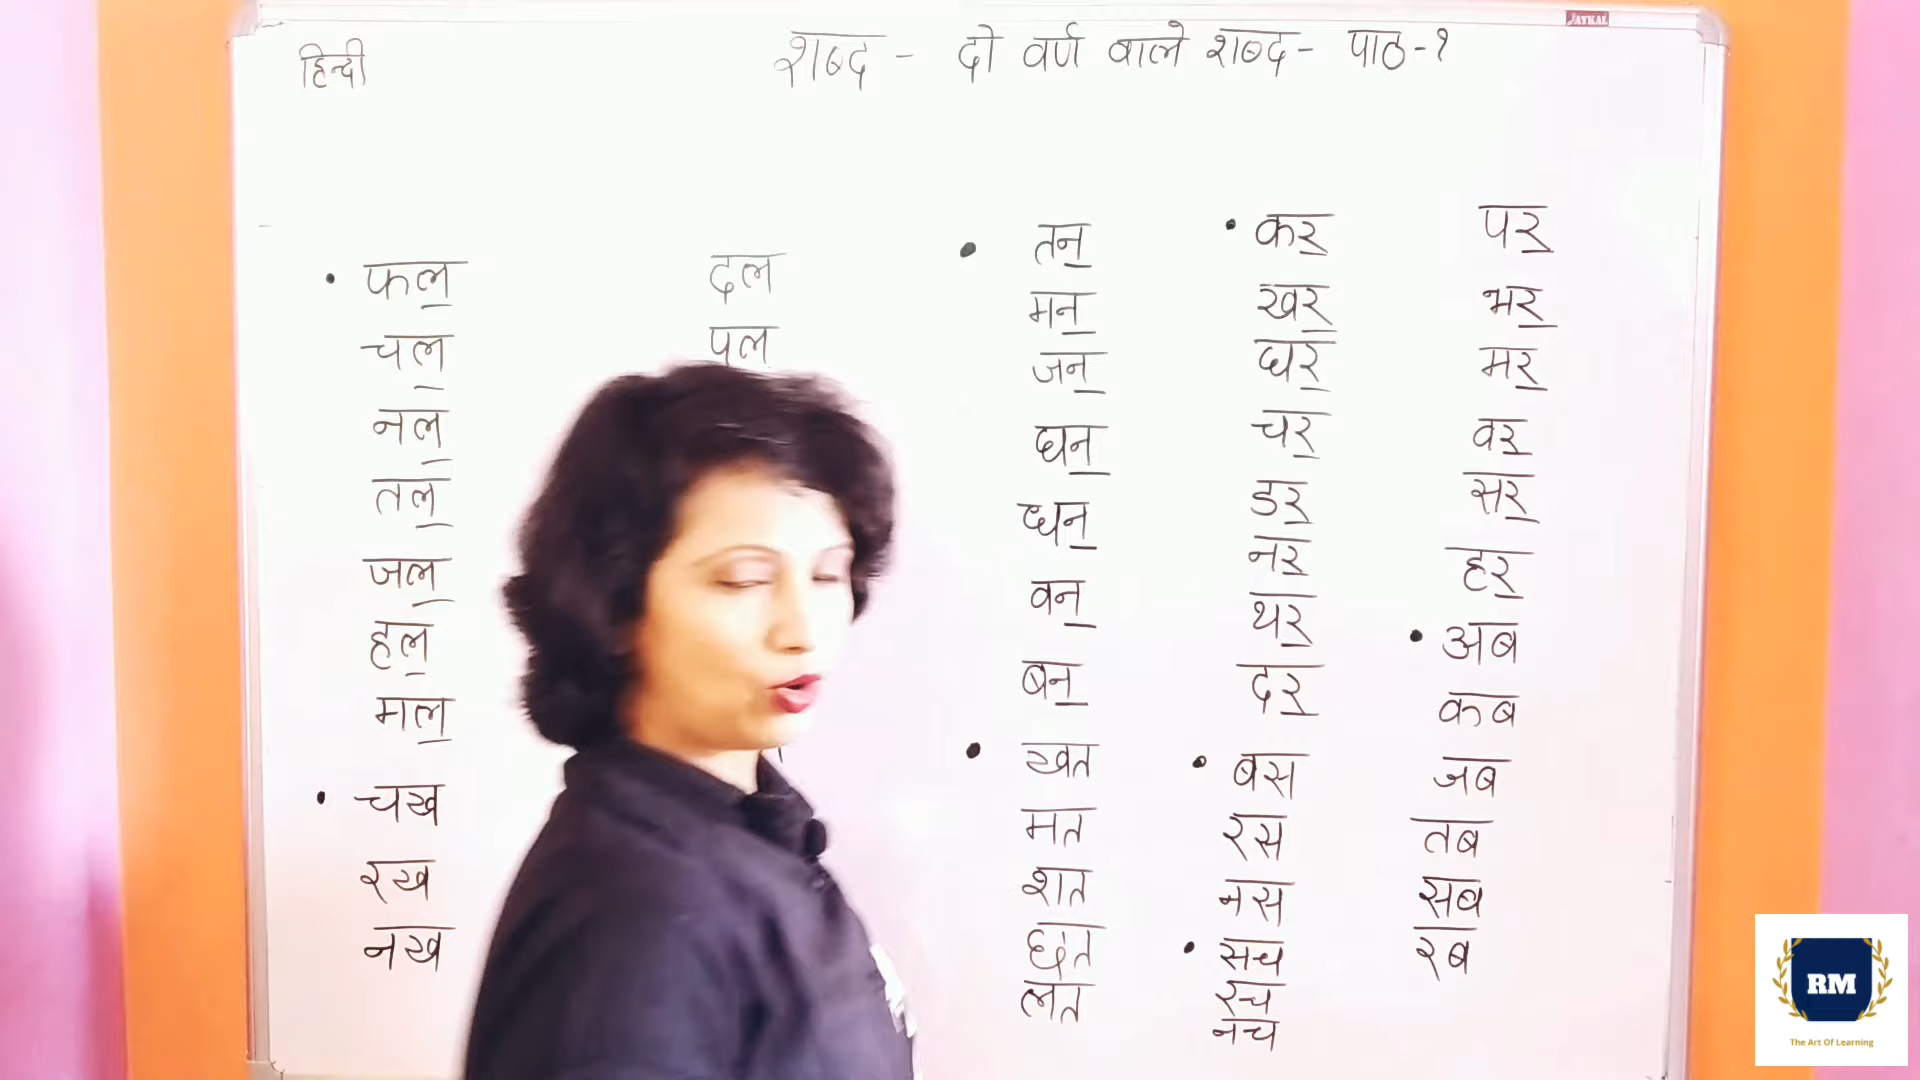 JAYKAL
हिन्दी
शब्द - दो वर्ण वाले शब्द - पाठ-१
फल
चल
नल
तल
जल
हल
मल
चख
रख
नख
दल
पल
तन
मन
जन
घन
धन
वन
बन
खत
मत
शत
छत
लत
कर
खर
घर
चर
डर
नर
थर
दर
बस
रस
नस
सच
रच
नच
पर
भर
मर
वर
सर
हर
अब
कब
जब
तब
सब
रब
RM
The Art Of Learning